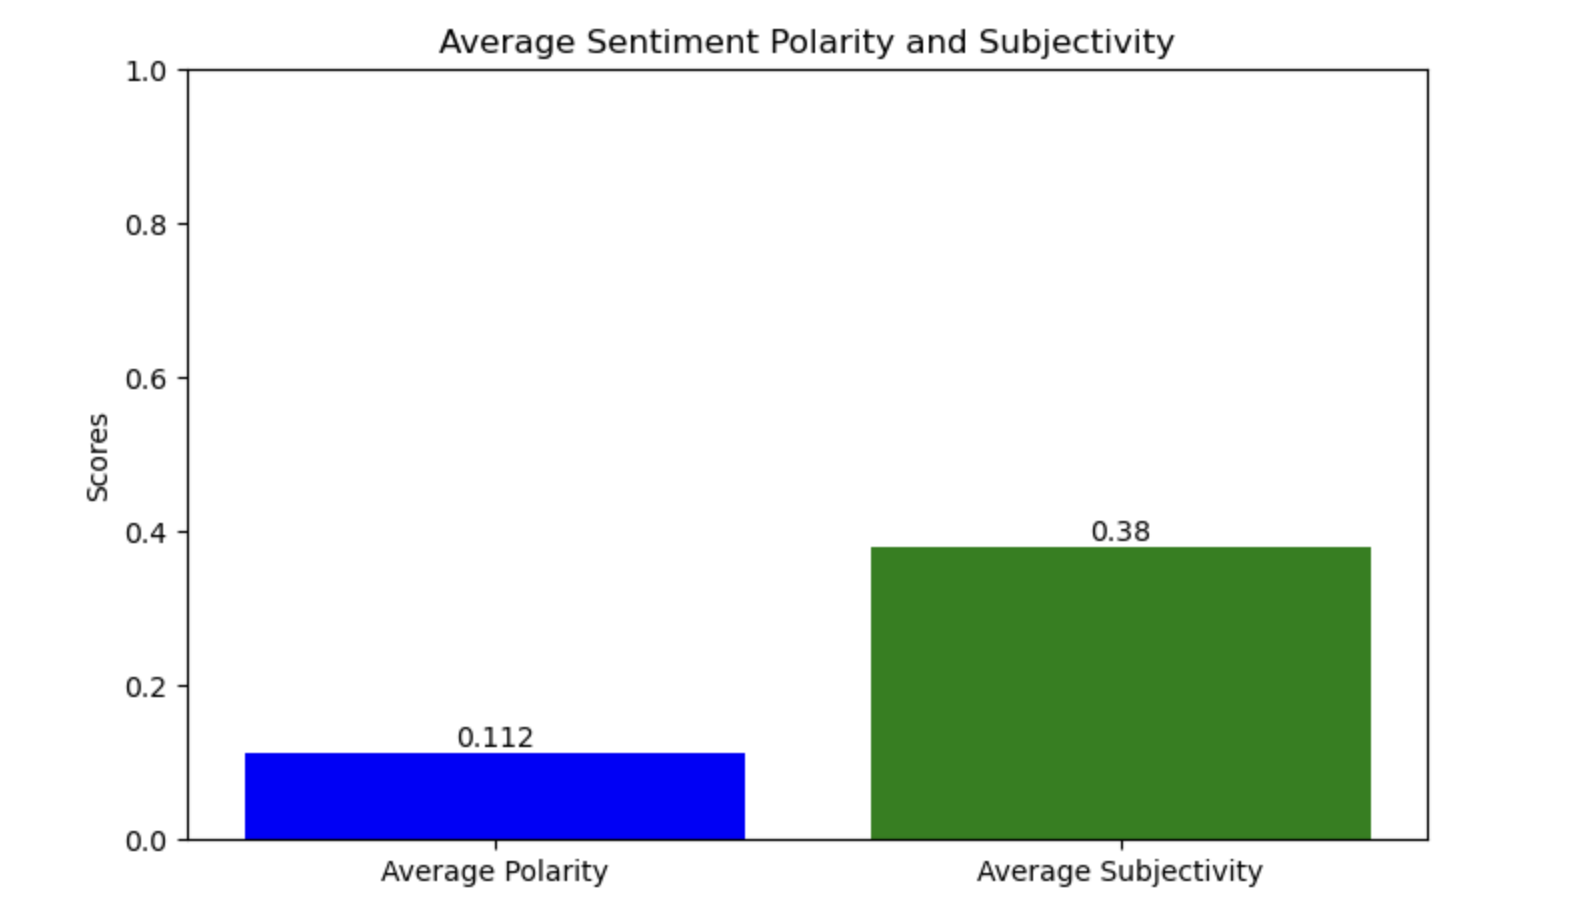 Average Sentiment Polarity and Subjectivity
1.0
0.8
0.6
0.4
0.2
0.0
Scores
0.112
0.38
Average Polarity
Average Subjectivity